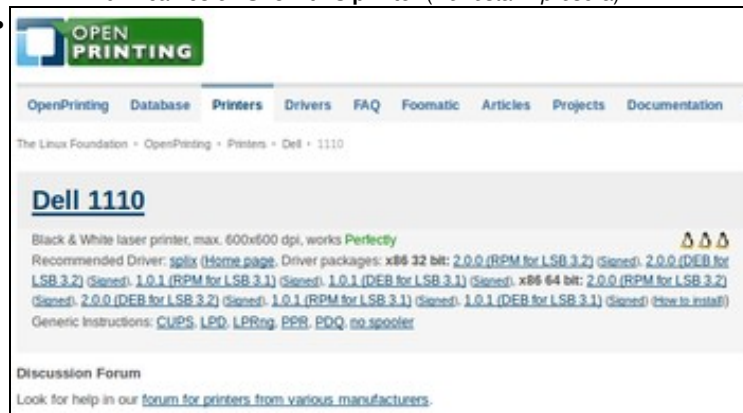 OPEN
PRINTING
OpenPrinting Database Printers Drivers FAQ Foomatic Articles Projects Documentation
The Linux Foundation • OpenPrinting • Printers • Dell • 1110
Dell 1110
Black & White laser printer, max. 600x600 dpi, works Perfectly
Recommended Driver: splix (Home page, Driver packages: x86 32 bit: 2.0.0 (RPM for LSB 3.2) (Signed), 2.0.0 (DEB for
LSB 3.2) (Signed), 1.0.1 (RPM for LSB 3.1) (Signed), 1.0.1 (DEB for LSB 3.1) (Signed), x86 64 bit: 2.0.0 (RPM for LSB 3.2)
(Signed), 2.0.0 (DEB for LSB 3.2) (Signed), 1.0.1 (RPM for LSB 3.1) (Signed), 1.0.1 (DEB for LSB 3.1) (Signed) (How to install))
Generic Instructions: CUPS, LPD, LPRng, PPR, PDQ, no spooler
Discussion Forum
Look for help in our forum for printers from various manufacturers.